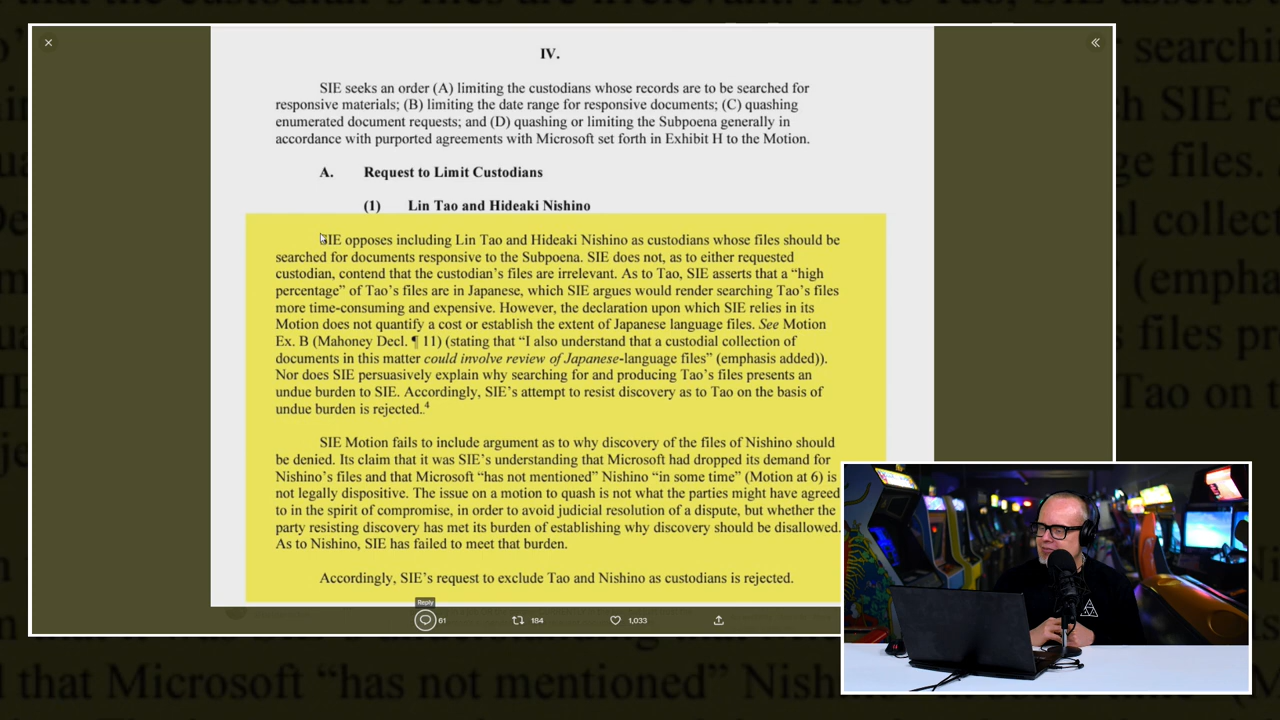 IV.
SIE seeks an order (A) limiting the custodians whose records are to be searched for
responsive materials; (B) limiting the date range for responsive documents; (C) quashing
enumerated document requests; and (D) quashing or limiting the Subpoena generally in
accordance with purported agreements with Microsoft set forth in Exhibit H to the Motion.
A. Request to Limit Custodians
(1) Lin Tao and Hideaki Nishino
SIE opposes including Lin Tao and Hideaki Nishino as custodians whose files should be
searched for documents responsive to the Subpoena. SIE does not, as to either requested
custodian, contend that the custodian's files are irrelevant. As to Tao, SIE asserts that a "high
percentage" of Tao's files are in Japanese, which SIE argues would render searching Tao's files
more time-consuming and expensive. However, the declaration upon which SIE relies in its
Motion does not quantify a cost or establish the extent of Japanese language files. See Motion
Ex. B (Mahoney Decl. ¶ 11) (stating that "I also understand that a custodial collection of
documents in this matter could involve review of Japanese-language files" (emphasis added)).
Nor does SIE persuasively explain why searching for and producing Tao's files presents an
undue burden to SIE. Accordingly, SIE's attempt to resist discovery as to Tao on the basis of
undue burden is rejected.⁴
SIE Motion fails to include argument as to why discovery of the files of Nishino should
be denied. Its claim that it was SIE's understanding that Microsoft had dropped its demand for
Nishino's files and that Microsoft "has not mentioned" Nishino "in some time" (Motion at 6) is
not legally dispositive. The issue on a motion to quash is not what the parties might have agreed
to in the spirit of compromise, in order to avoid judicial resolution of a dispute, but whether the
party resisting discovery has met its burden of establishing why discovery should be disallowed.
As to Nishino, SIE has failed to meet that burden.
Accordingly, SIE's request to exclude Tao and Nishino as custodians is rejected.
Reply
61 184 1,033
that Microsoft "has not mentioned" Nishino